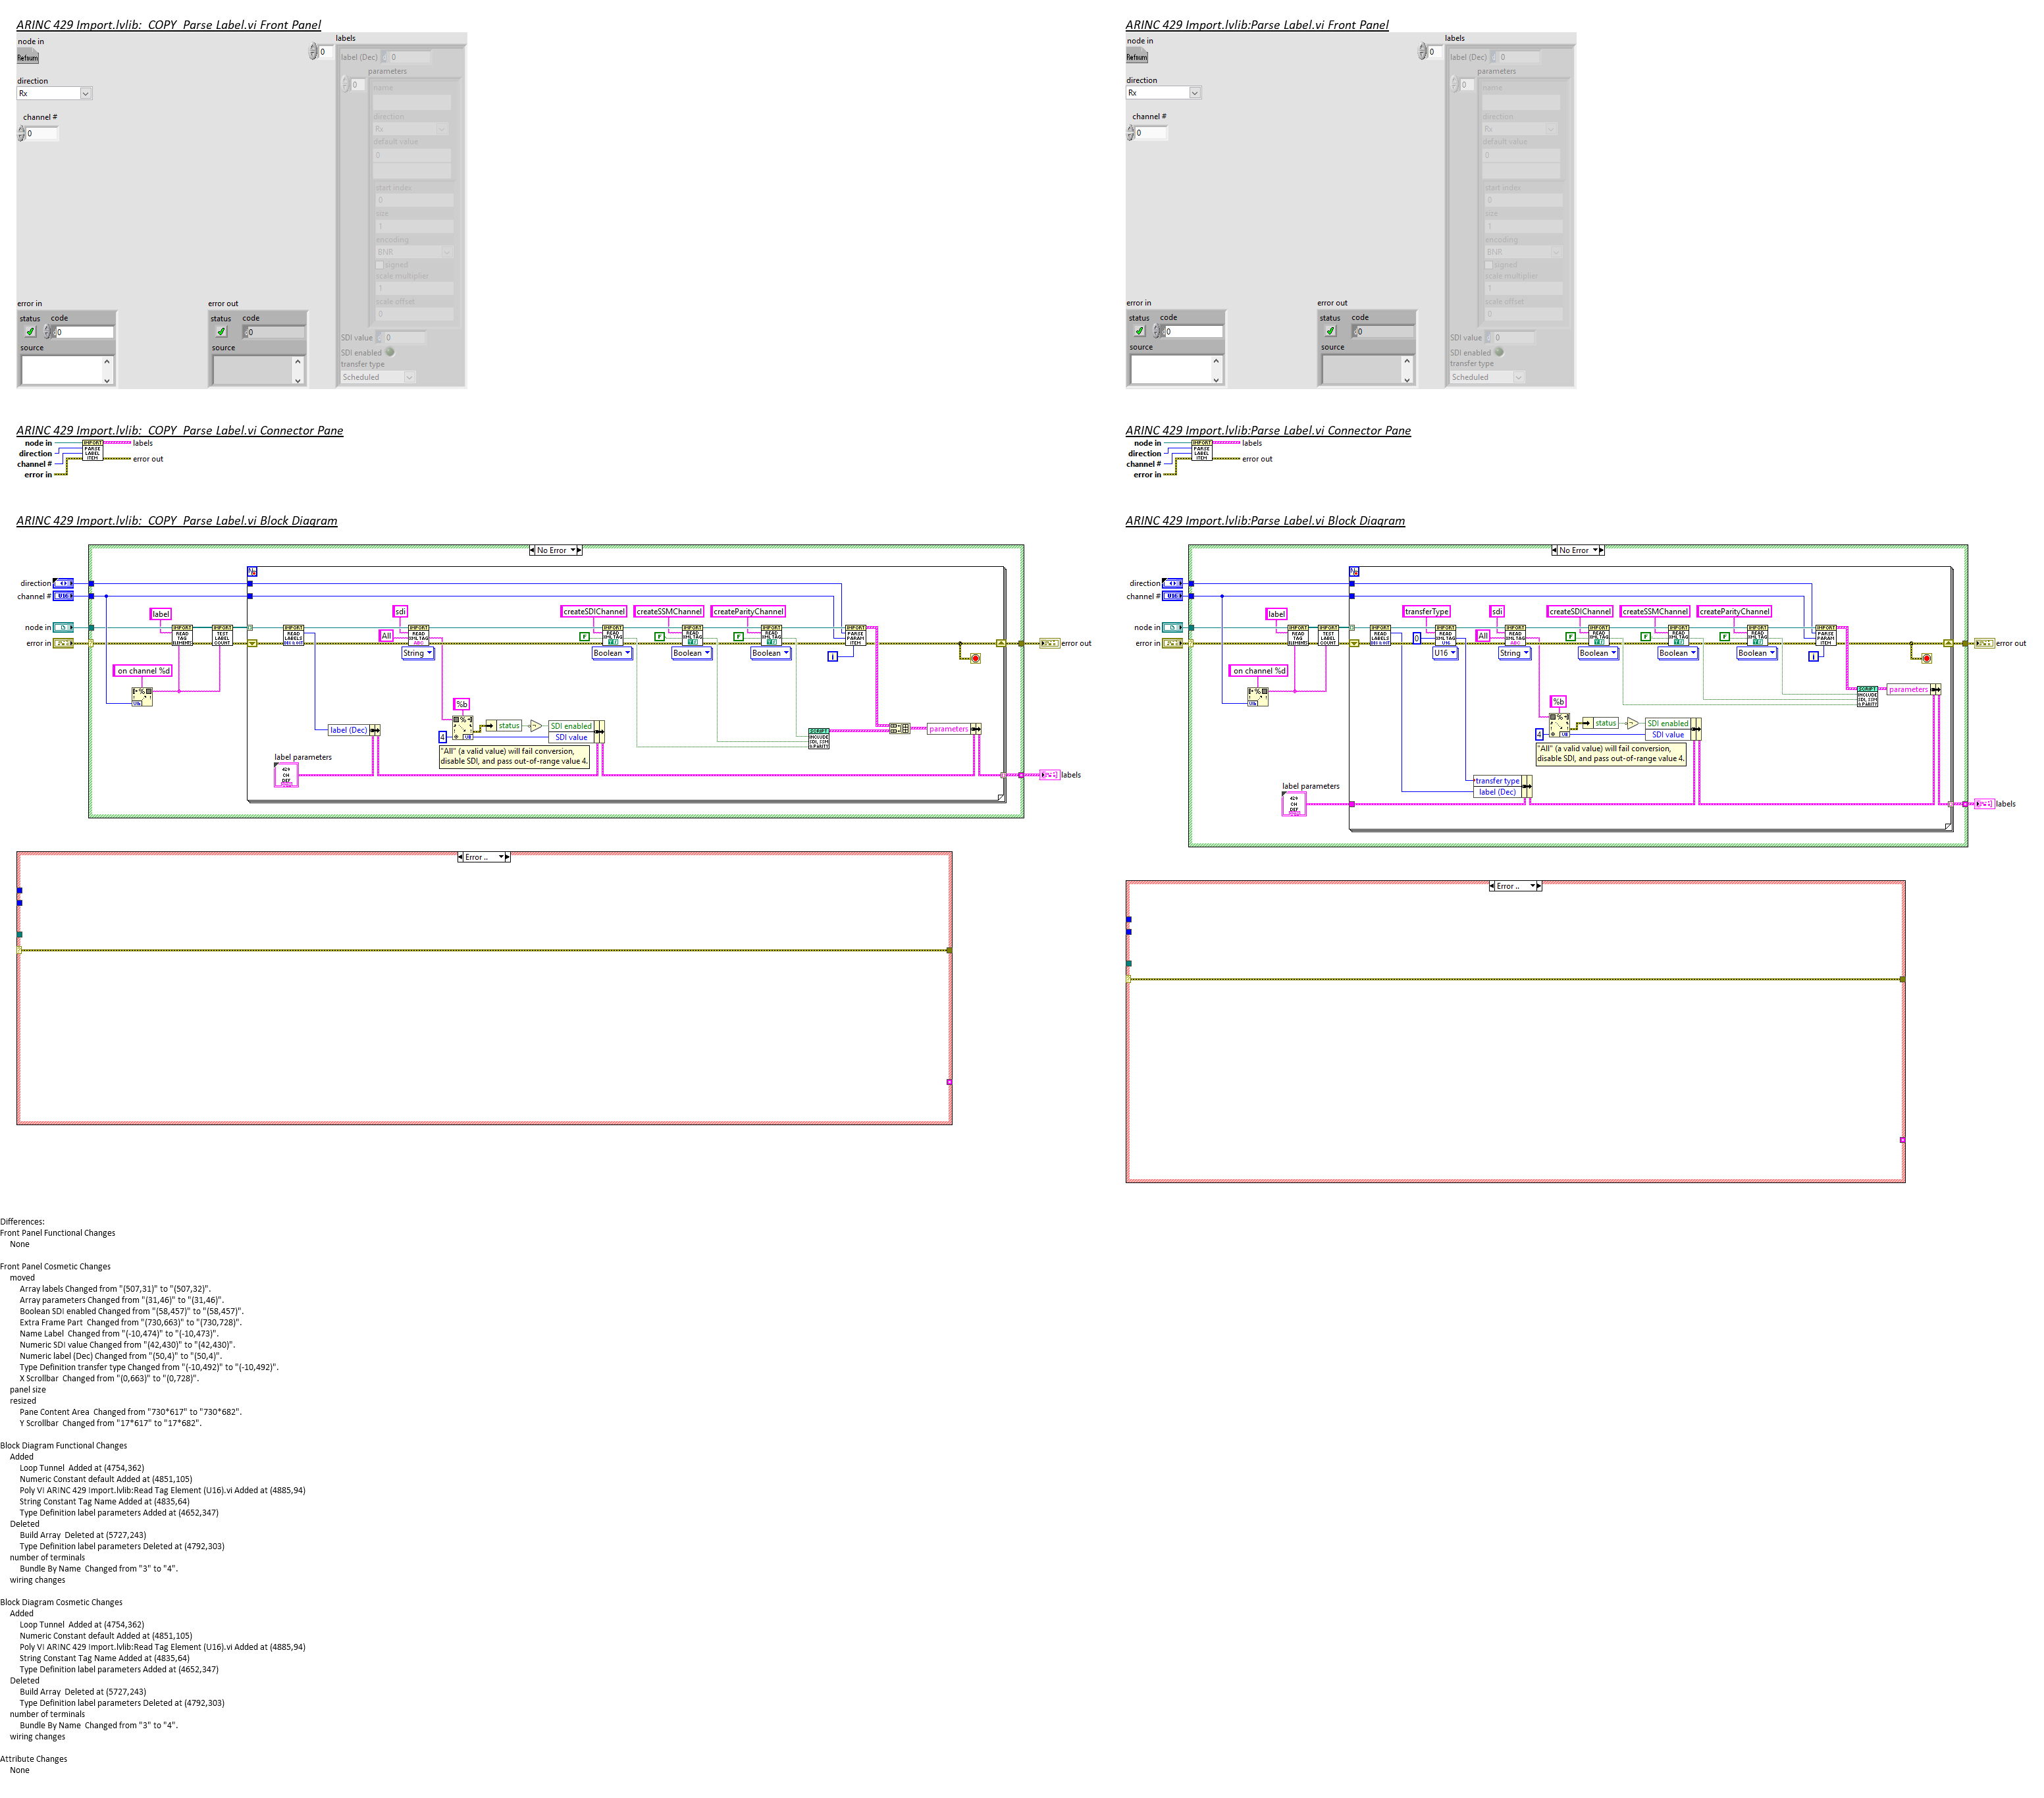 ARINC 429 Import.lvlib:  COPY  Parse Label.vi Front Panel
node in
Refnum
direction
Rx
channel #
0
0
labels
label (Dec)
0
parameters
0
name
direction
Rx
default value
0
start index
0
size
1
encoding
BNR
signed
scale multiplier
1
scale offset
0
SDI value
0
SDI enabled
transfer type
Scheduled
error in
status
code
0
source
error out
status
code
0
source
ARINC 429 Import.lvlib:Parse Label.vi Front Panel
node in
Refnum
direction
Rx
channel #
0
0
labels
label (Dec)
0
parameters
0
name
direction
Rx
default value
0
start index
0
size
1
encoding
BNR
signed
scale multiplier
1
scale offset
0
SDI value
0
SDI enabled
transfer type
Scheduled
error in
status
code
0
source
error out
status
code
0
source
ARINC 429 Import.lvlib:  COPY  Parse Label.vi Connector Pane
node in
direction
channel #
error in
IMPORT
PARSE
LABEL
ITEM
labels
error out
ARINC 429 Import.lvlib:Parse Label.vi Connector Pane
node in
direction
channel #
error in
IMPORT
PARSE
LABEL
ITEM
labels
error out
ARINC 429 Import.lvlib:  COPY  Parse Label.vi Block Diagram
No Error
direction
channel #
U16
node in
error in
label
sdi
All
createSDIChannel
createSSMChannel
createParityChannel
String
Boolean
Boolean
Boolean
on channel %d
%b
4
status
SDI enabled
SDI value
label (Dec)
parameters
"All" (a valid value) will fail conversion,
disable SDI, and pass out-of-range value 4.
label parameters
429
CH
DEF
error out
labels
Error ..
ARINC 429 Import.lvlib:Parse Label.vi Block Diagram
No Error
direction
channel #
U16
node in
error in
label
transferType
sdi
All
0
createSDIChannel
createSSMChannel
createParityChannel
U16
String
Boolean
Boolean
Boolean
on channel %d
%b
4
status
SDI enabled
SDI value
parameters
"All" (a valid value) will fail conversion,
disable SDI, and pass out-of-range value 4.
transfer type
label (Dec)
label parameters
429
CH
DEF
error out
labels
Error ..
Differences:
Front Panel Functional Changes
None
Front Panel Cosmetic Changes
moved
Array labels Changed from "(507,31)" to "(507,32)".
Array parameters Changed from "(31,46)" to "(31,46)".
Boolean SDI enabled Changed from "(58,457)" to "(58,457)".
Extra Frame Part  Changed from "(730,663)" to "(730,728)".
Name Label  Changed from "(-10,474)" to "(-10,473)".
Numeric SDI value Changed from "(42,430)" to "(42,430)".
Numeric label (Dec) Changed from "(50,4)" to "(50,4)".
Type Definition transfer type Changed from "(-10,492)" to "(-10,492)".
X Scrollbar  Changed from "(0,663)" to "(0,728)".
panel size
resized
Pane Content Area  Changed from "730*617" to "730*682".
Y Scrollbar  Changed from "17*617" to "17*682".
Block Diagram Functional Changes
Added
Loop Tunnel  Added at (4754,362)
Numeric Constant default Added at (4851,105)
Poly VI ARINC 429 Import.lvlib:Read Tag Element (U16).vi Added at (4885,94)
String Constant Tag Name Added at (4835,64)
Type Definition label parameters Added at (4652,347)
Deleted
Build Array  Deleted at (5727,243)
Type Definition label parameters Deleted at (4792,303)
number of terminals
Bundle By Name  Changed from "3" to "4".
wiring changes
Block Diagram Cosmetic Changes
Added
Loop Tunnel  Added at (4754,362)
Numeric Constant default Added at (4851,105)
Poly VI ARINC 429 Import.lvlib:Read Tag Element (U16).vi Added at (4885,94)
String Constant Tag Name Added at (4835,64)
Type Definition label parameters Added at (4652,347)
Deleted
Build Array  Deleted at (5727,243)
Type Definition label parameters Deleted at (4792,303)
number of terminals
Bundle By Name  Changed from "3" to "4".
wiring changes
Attribute Changes
None